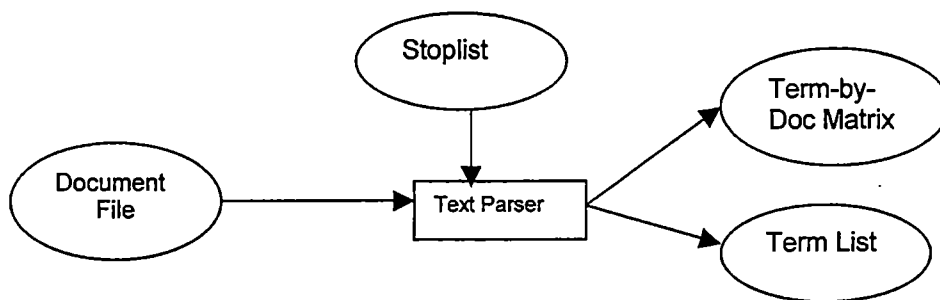 Stoplist
Term-by-
Doc Matrix
Document
File
Text Parser
Term List